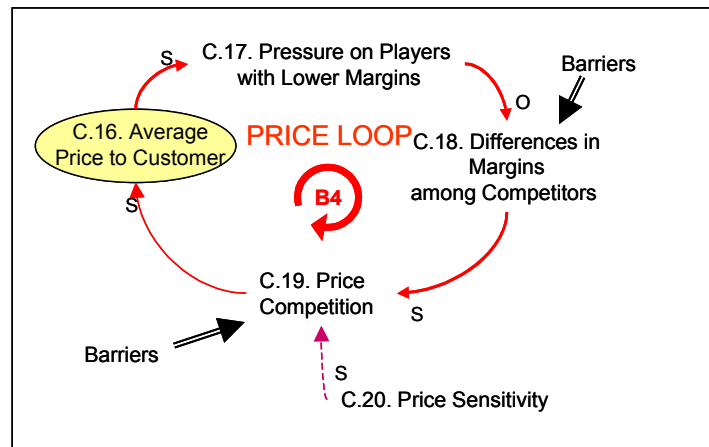 S
C.17. Pressure on Players
with Lower Margins
Barriers
O
C.16. Average
Price to Customer
PRICE LOOP
C.18. Differences in
Margins
among Competitors
S
B4
C.19. Price
Competition
S
Barriers
S
C.20. Price Sensitivity